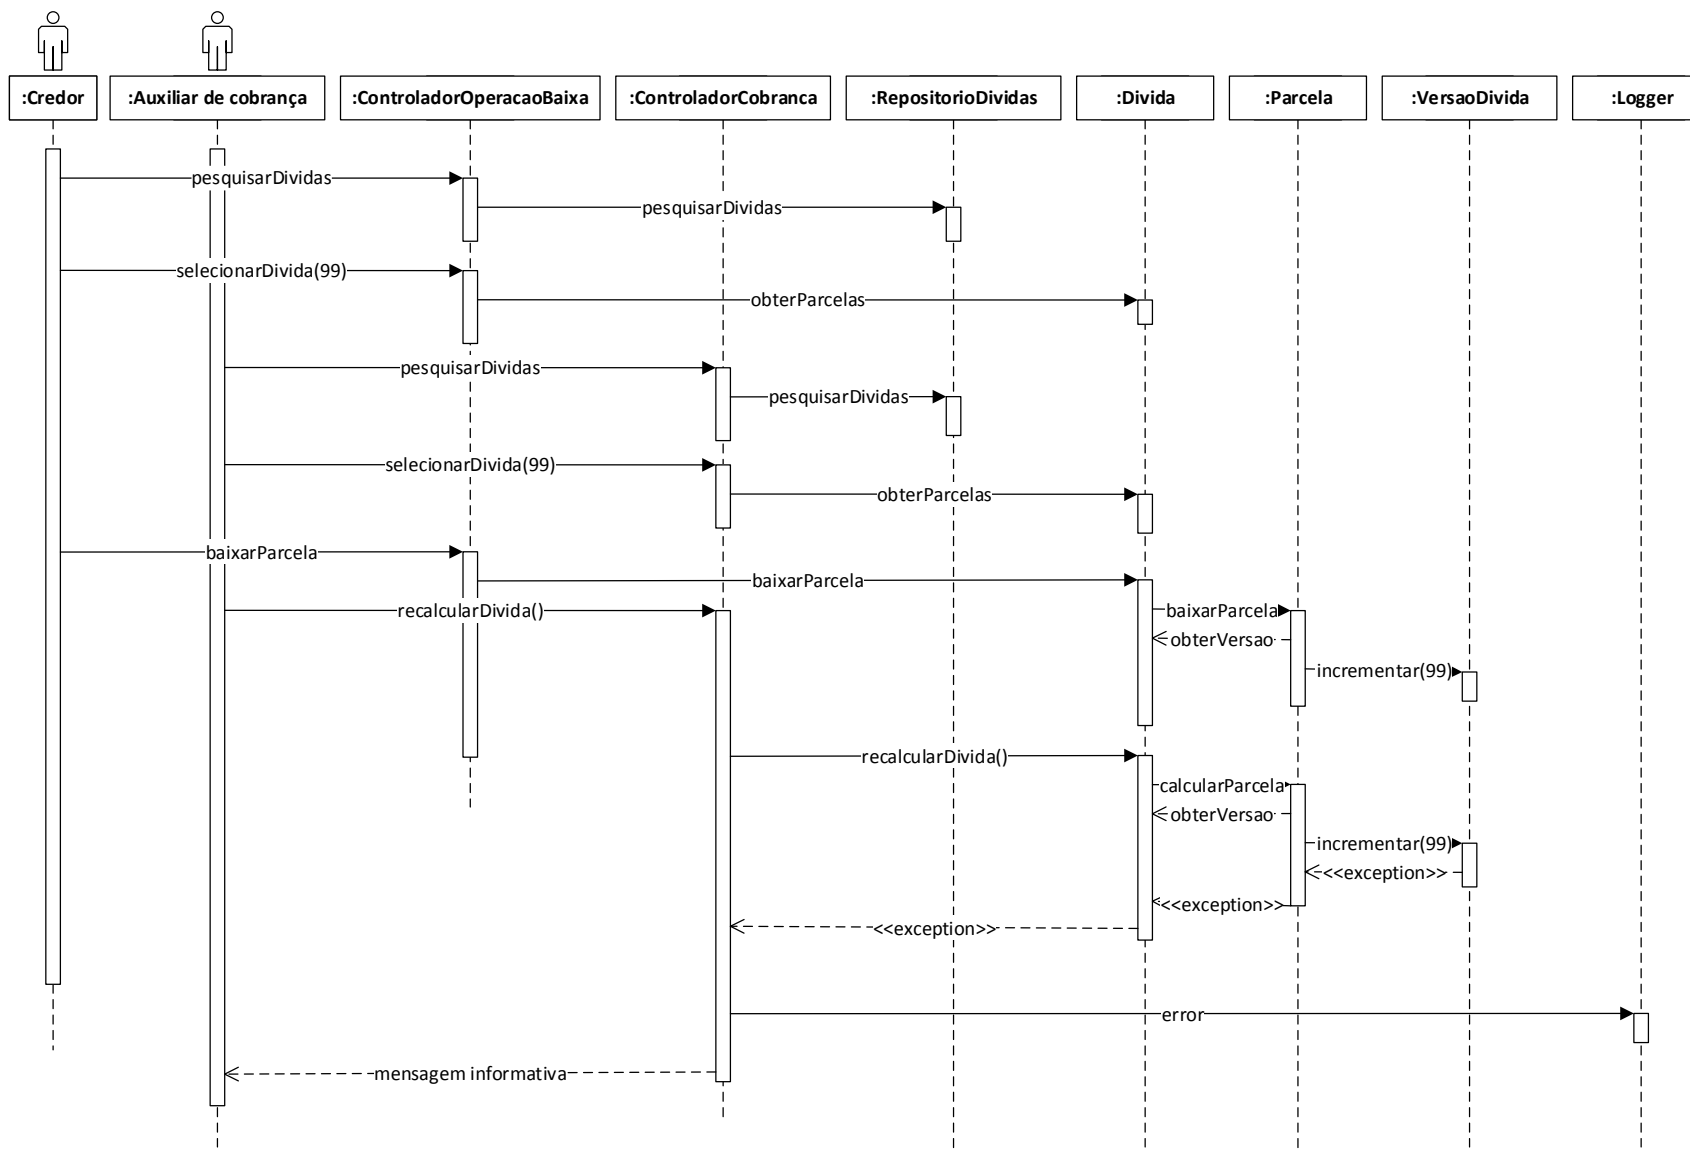 :Credor
:Auxiliar de cobrança
:ControladorOperacaoBaixa
:ControladorCobranca
:RepositorioDividas
:Divida
:Parcela
:VersaoDivida
:Logger
pesquisarDividas
pesquisarDividas
selecionarDivida(99)
obterParcelas
pesquisarDividas
pesquisarDividas
selecionarDivida(99)
obterParcelas
baixarParcela
baixarParcela
recalcularDivida()
baixarParcela
obterVersao
incrementar(99)
recalcularDivida()
calcularParcela
obterVersao
incrementar(99)
<<exception>>
<<exception>>
<<exception>>
error
mensagem informativa